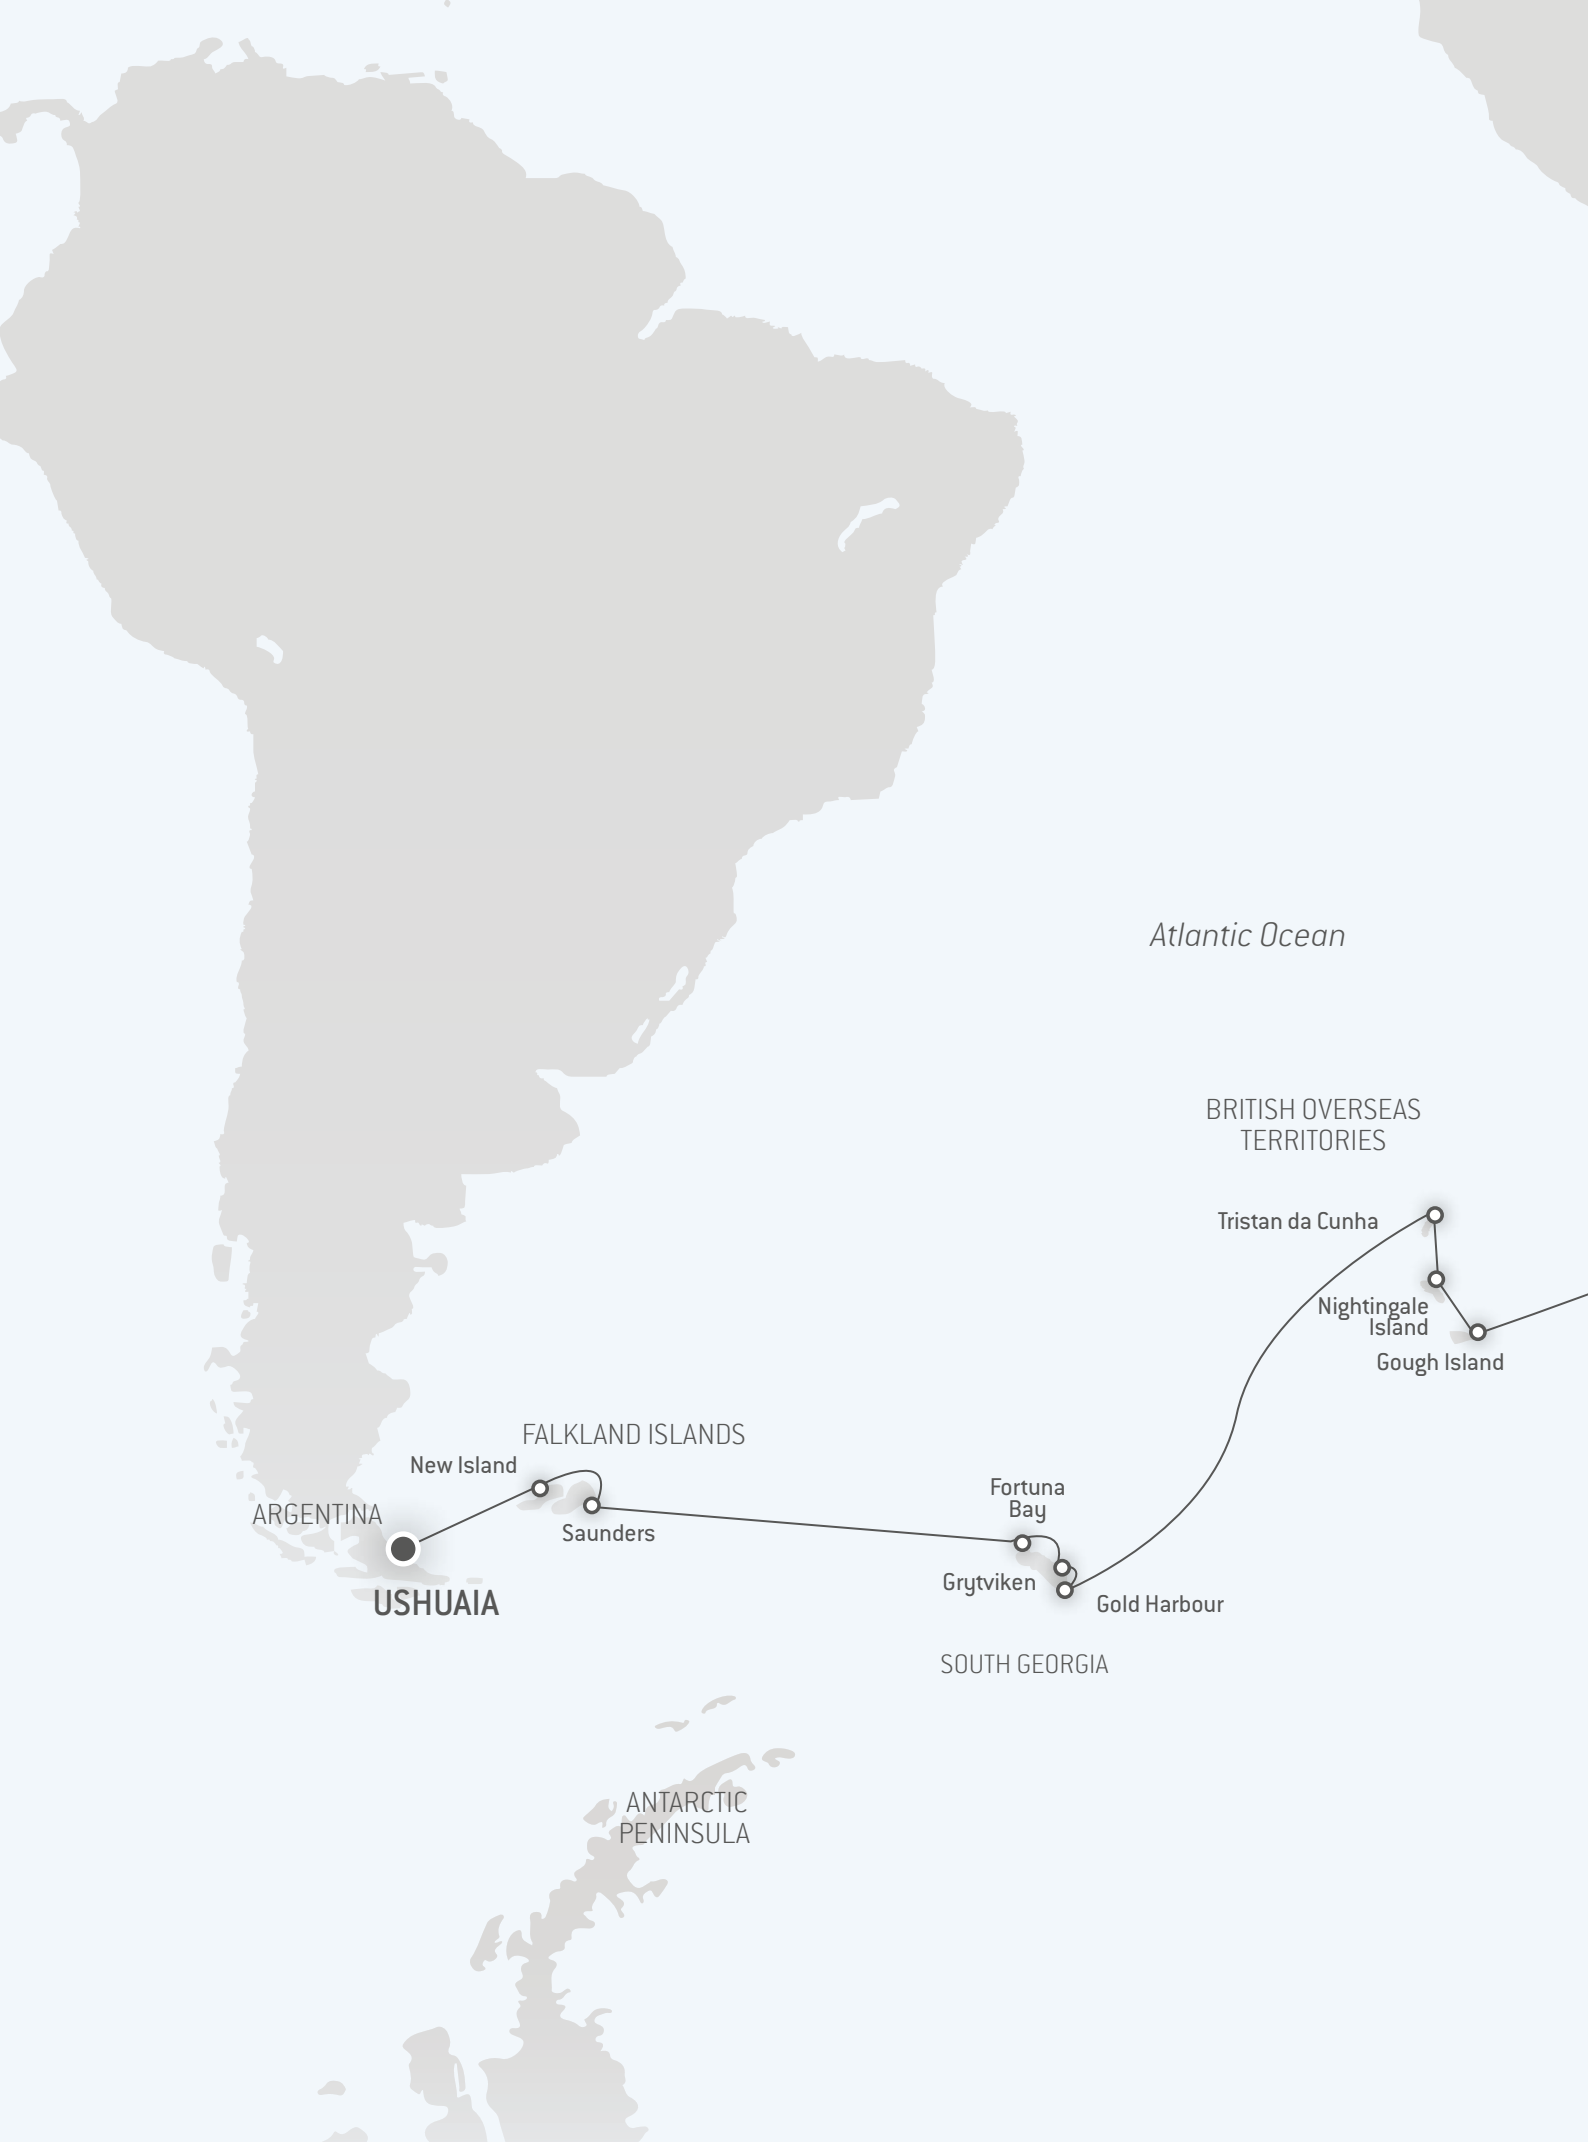 Atlantic Ocean
BRITISH OVERSEAS
TERRITORIES
Tristan da Cunha
Nightingale
Island
Gough Island
FALKLAND ISLANDS
New Island
Saunders
ARGENTINA
USHUAIA
Fortuna
Bay
Grytviken
Gold Harbour
SOUTH GEORGIA
ANTARCTIC
PENINSULA